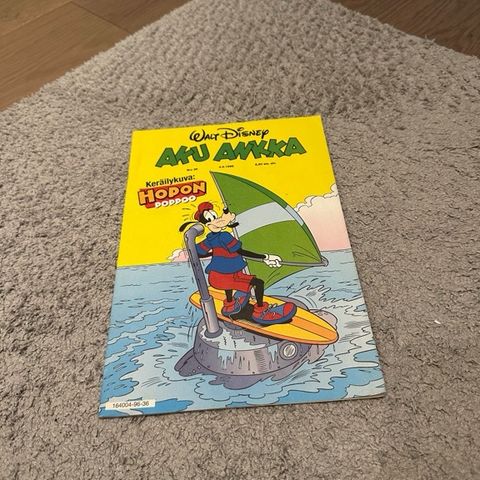 WALT DISNEY
AKU ANKKA
Keräilykuva:
HOPON
POPPOO
164004-96-36